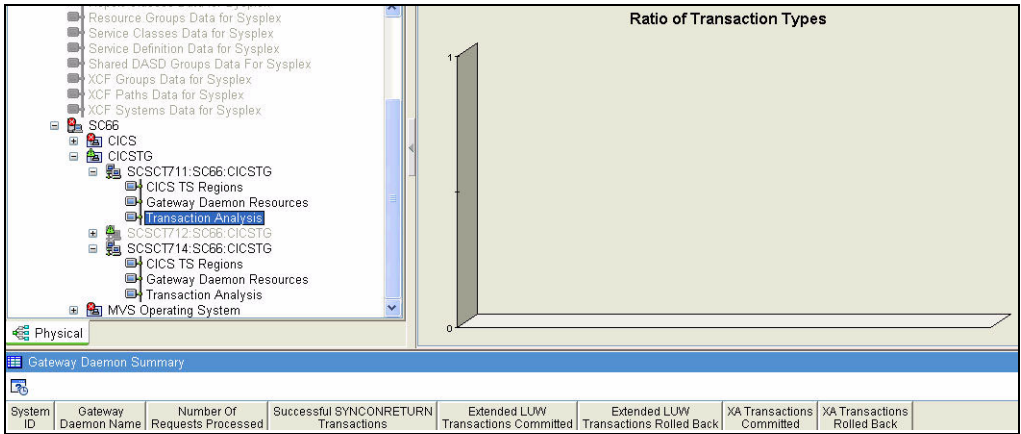 Resource Groups Data for Sysplex
Service Classes Data for Sysplex
Service Definition Data for Sysplex
Shared DASD Groups Data For Sysplex
XCF Groups Data for Sysplex
XCF Paths Data for Sysplex
XCF Systems Data for Sysplex
SC66
CICS
CICSTG
SCSCT711:SC66:CICSTG
CICS TS Regions
Gateway Daemon Resources
Transaction Analysis
SCSCT712:SC66:CICSTG
SCSCT714:SC66:CICSTG
CICS TS Regions
Gateway Daemon Resources
Transaction Analysis
MVS Operating System
Physical
Ratio of Transaction Types
1
0
Gateway Daemon Summary
System ID
Gateway Daemon Name
Number Of Requests Processed
Successful SYNCONRETURN Transactions
Extended LUW Transactions Committed
Extended LUW Transactions Rolled Back
XA Transactions Committed
XA Transactions Rolled Back